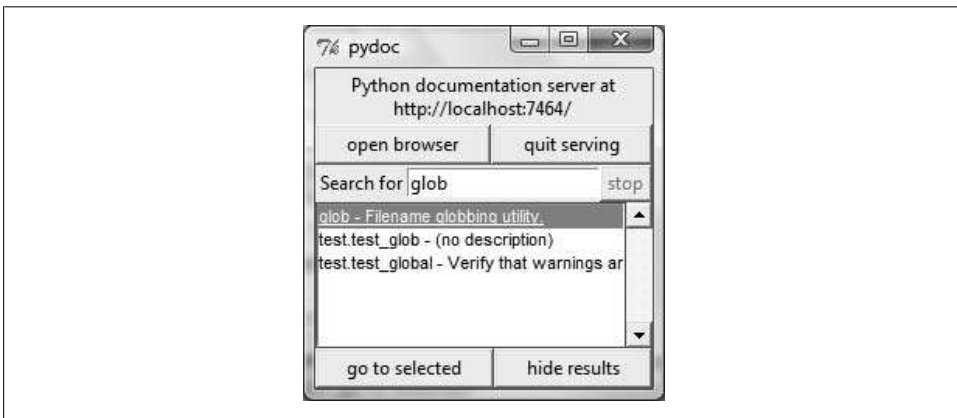 pydoc
Python documentation server at
http://localhost:7464/
open browser
quit serving
Search for glob
stop
glob - Filename globbing utility.
test.test_glob - (no description)
test.test_global - Verify that warnings ar
go to selected
hide results